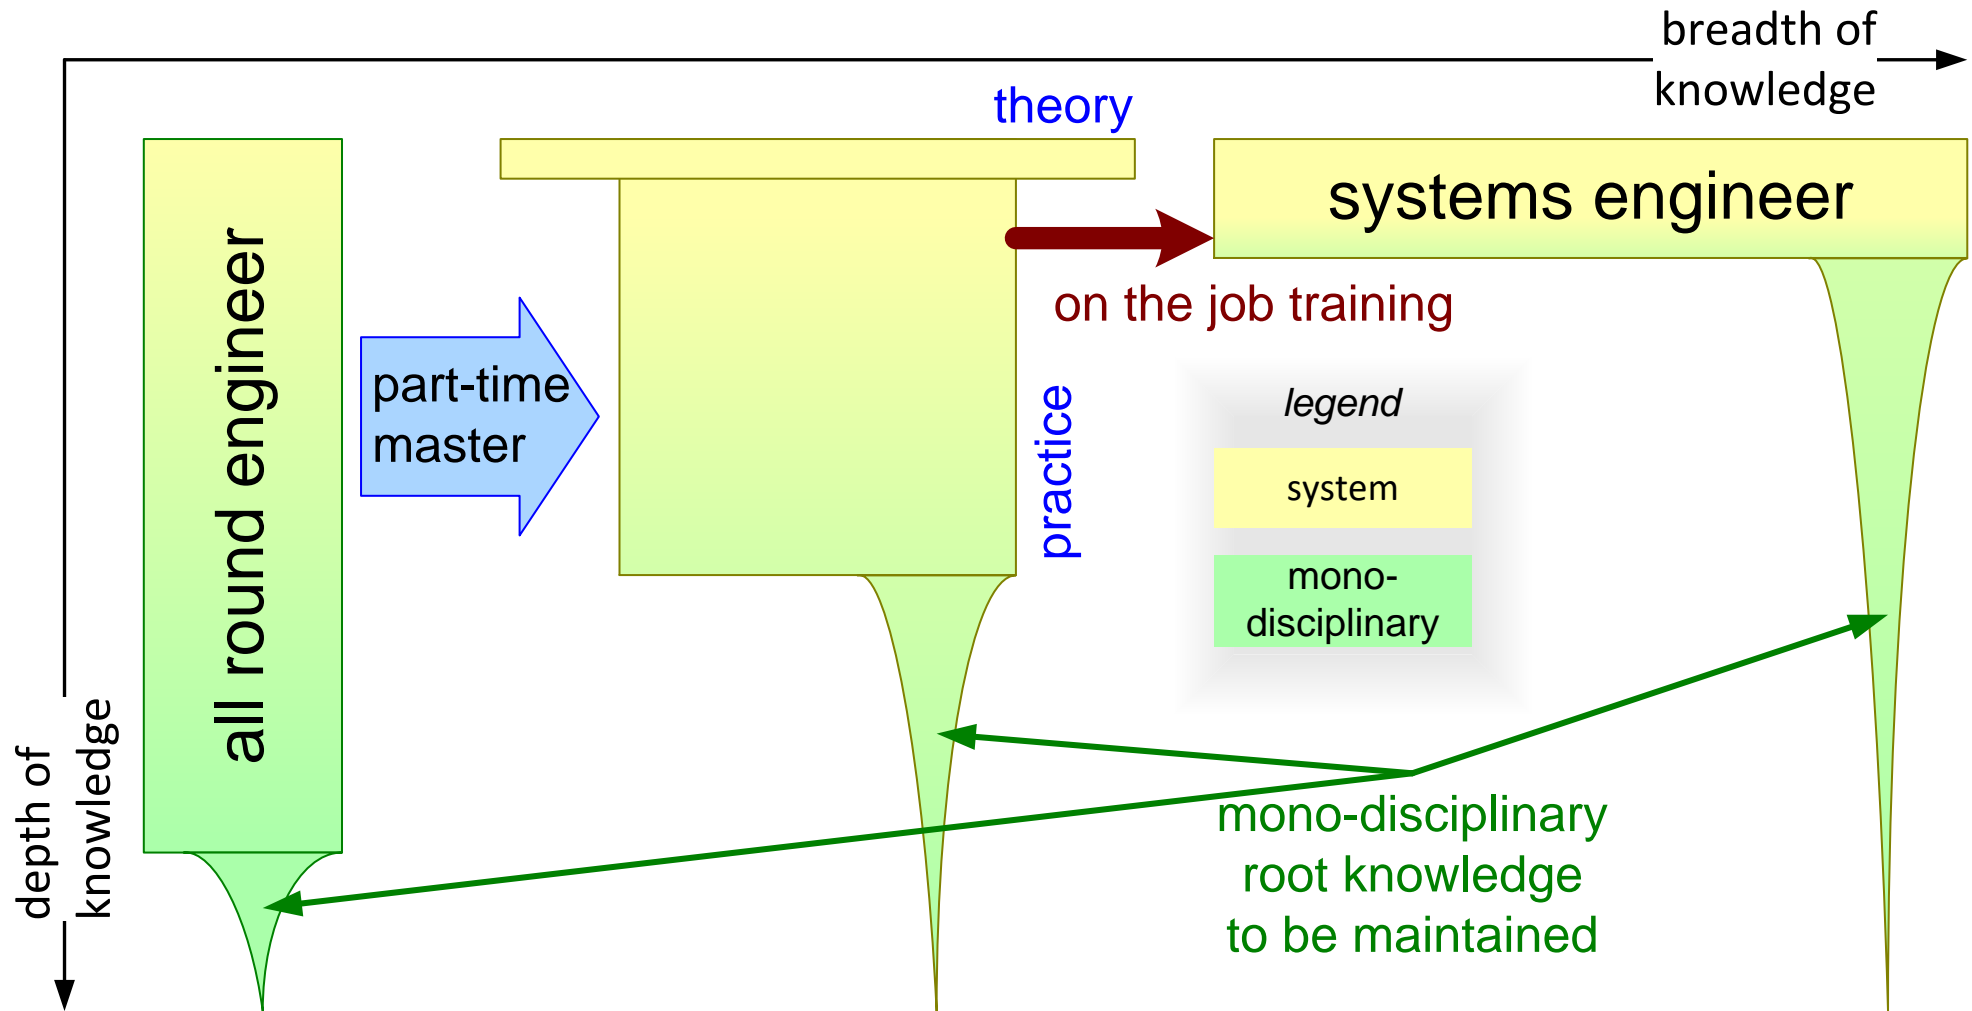 breadth of
knowledge
theory
systems engineer
all round engineer
part-time
master
on the job training
practice
legend
system
mono-
disciplinary
depth of
knowledge
mono-disciplinary
root knowledge
to be maintained